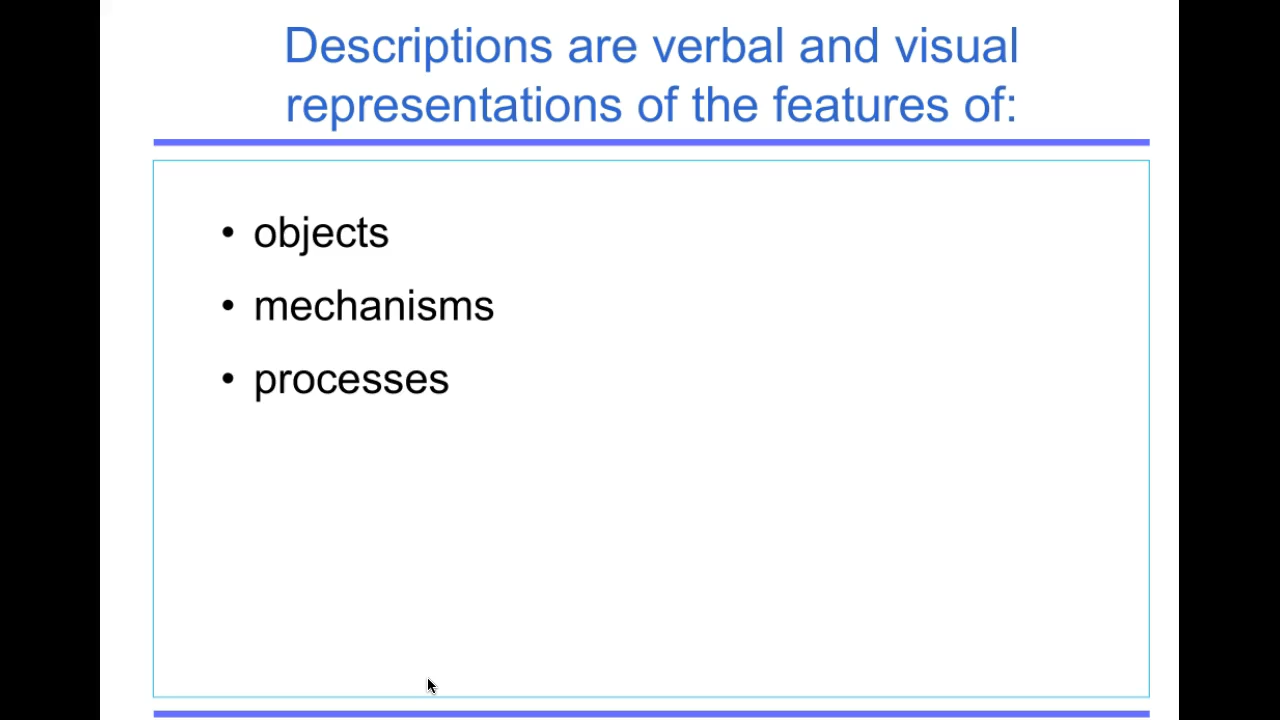 Descriptions are verbal and visual
representations of the features of:
• objects
• mechanisms
• processes